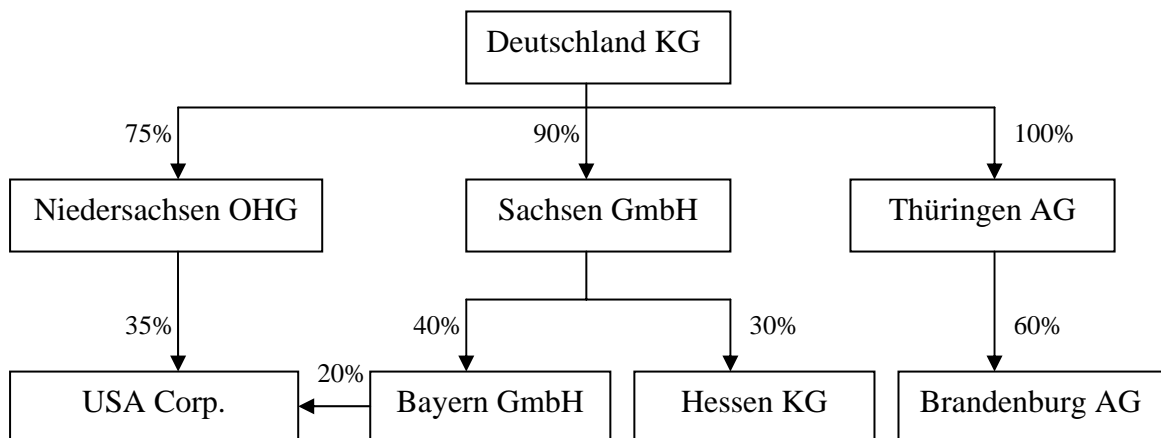 Deutschland KG
75%
90%
100%
Niedersachsen OHG
Sachsen GmbH
Thüringen AG
35%
40%
30%
60%
20%
USA Corp.
Bayern GmbH
Hessen KG
Brandenburg AG